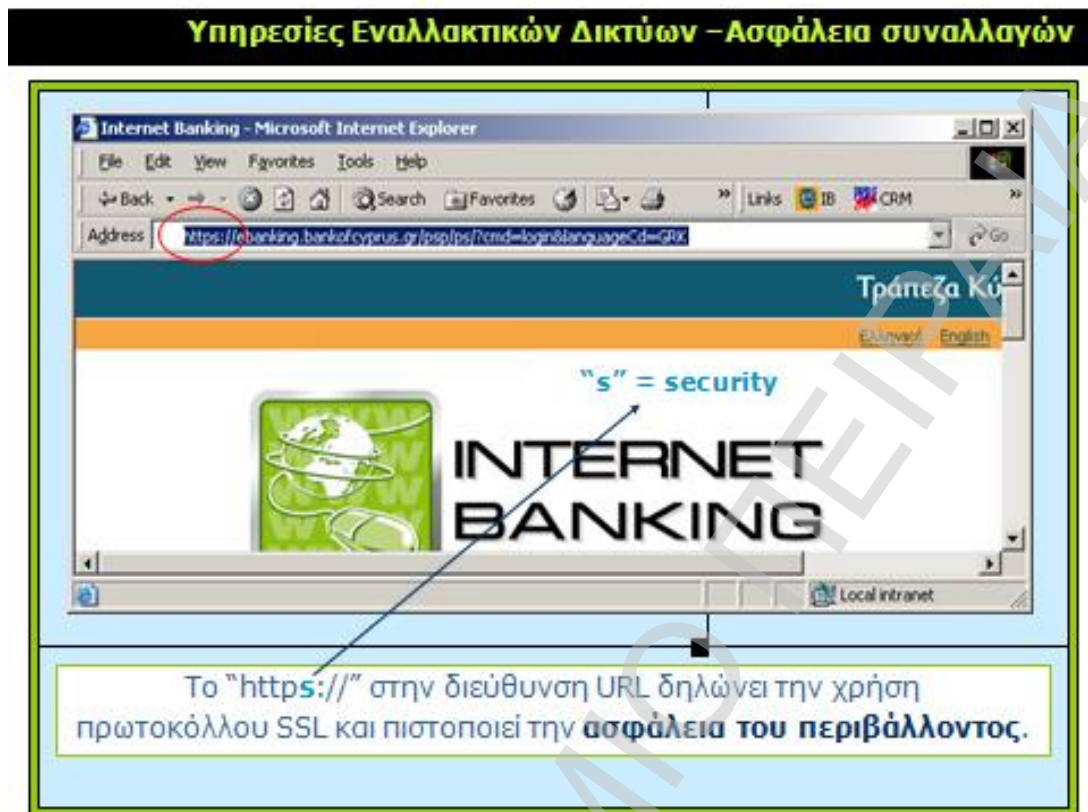 Υπηρεσίες Εναλλακτικών Δικτύων –Ασφάλεια συναλλαγών
Internet Banking - Microsoft Internet Explorer
File Edit View Favorites Tools Help
Back Search Favorites » Links IB CRM »
Address https://ebanking.bankofcyprus.gr/psp/ps/?cmd=login&languageCd=GRK Go
Τράπεζα Κύ
Ελληνικά English
“s” = security
INTERNET
BANKING
Local intranet
Το “https://” στην διεύθυνση URL δηλώνει την χρήση
πρωτοκόλλου SSL και πιστοποιεί την ασφάλεια του περιβάλλοντος.